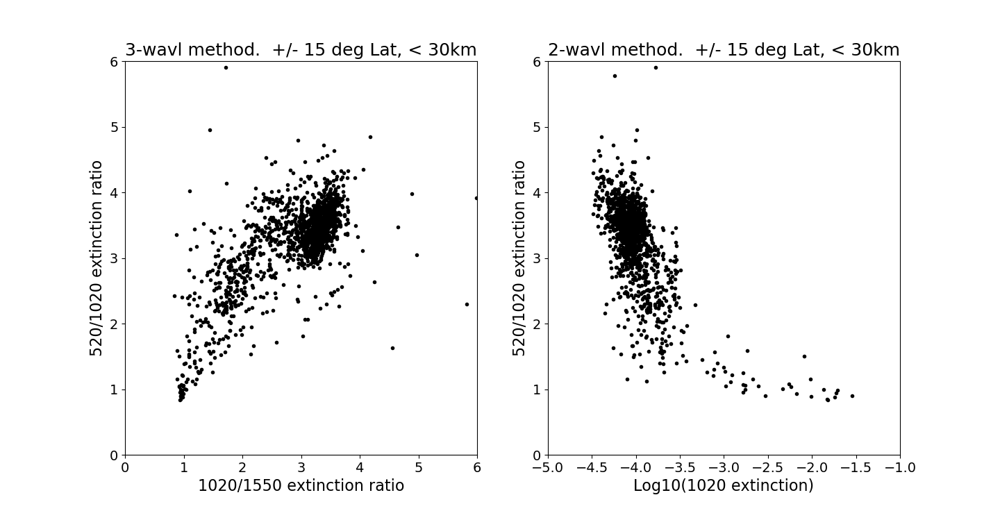 3-wavl method.  +/- 15 deg Lat, < 30km
6
5
4
3
2
1
0
520/1020 extinction ratio
0 1 2 3 4 5 6
1020/1550 extinction ratio
2-wavl method.  +/- 15 deg Lat, < 30km
6
5
4
3
2
1
0
520/1020 extinction ratio
−5.0 −4.5 −4.0 −3.5 −3.0 −2.5 −2.0 −1.5 −1.0
Log10(1020 extinction)